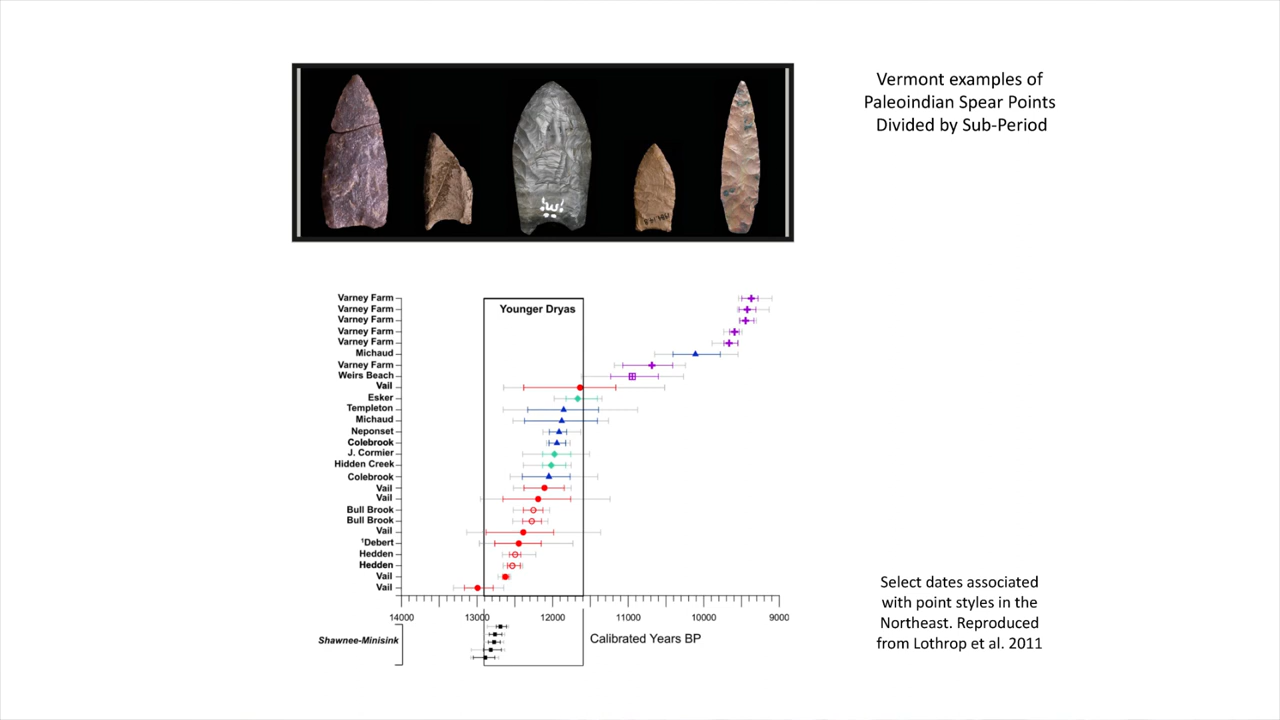 Vermont examples of
Paleoindian Spear Points
Divided by Sub-Period
Younger Dryas
Varney Farm
Varney Farm
Varney Farm
Varney Farm
Varney Farm
Michaud
Varney Farm
Weirs Beach
Vail
Esker
Templeton
Michaud
Neponset
Colebrook
J. Cormier
Hidden Creek
Colebrook
Vail
Vail
Bull Brook
Bull Brook
Vail
†Debert
Hedden
Hedden
Vail
Vail
14000 13000 12000 11000 10000 9000
Shawnee-Minisink
Calibrated Years BP
Select dates associated
with point styles in the
Northeast. Reproduced
from Lothrop et al. 2011